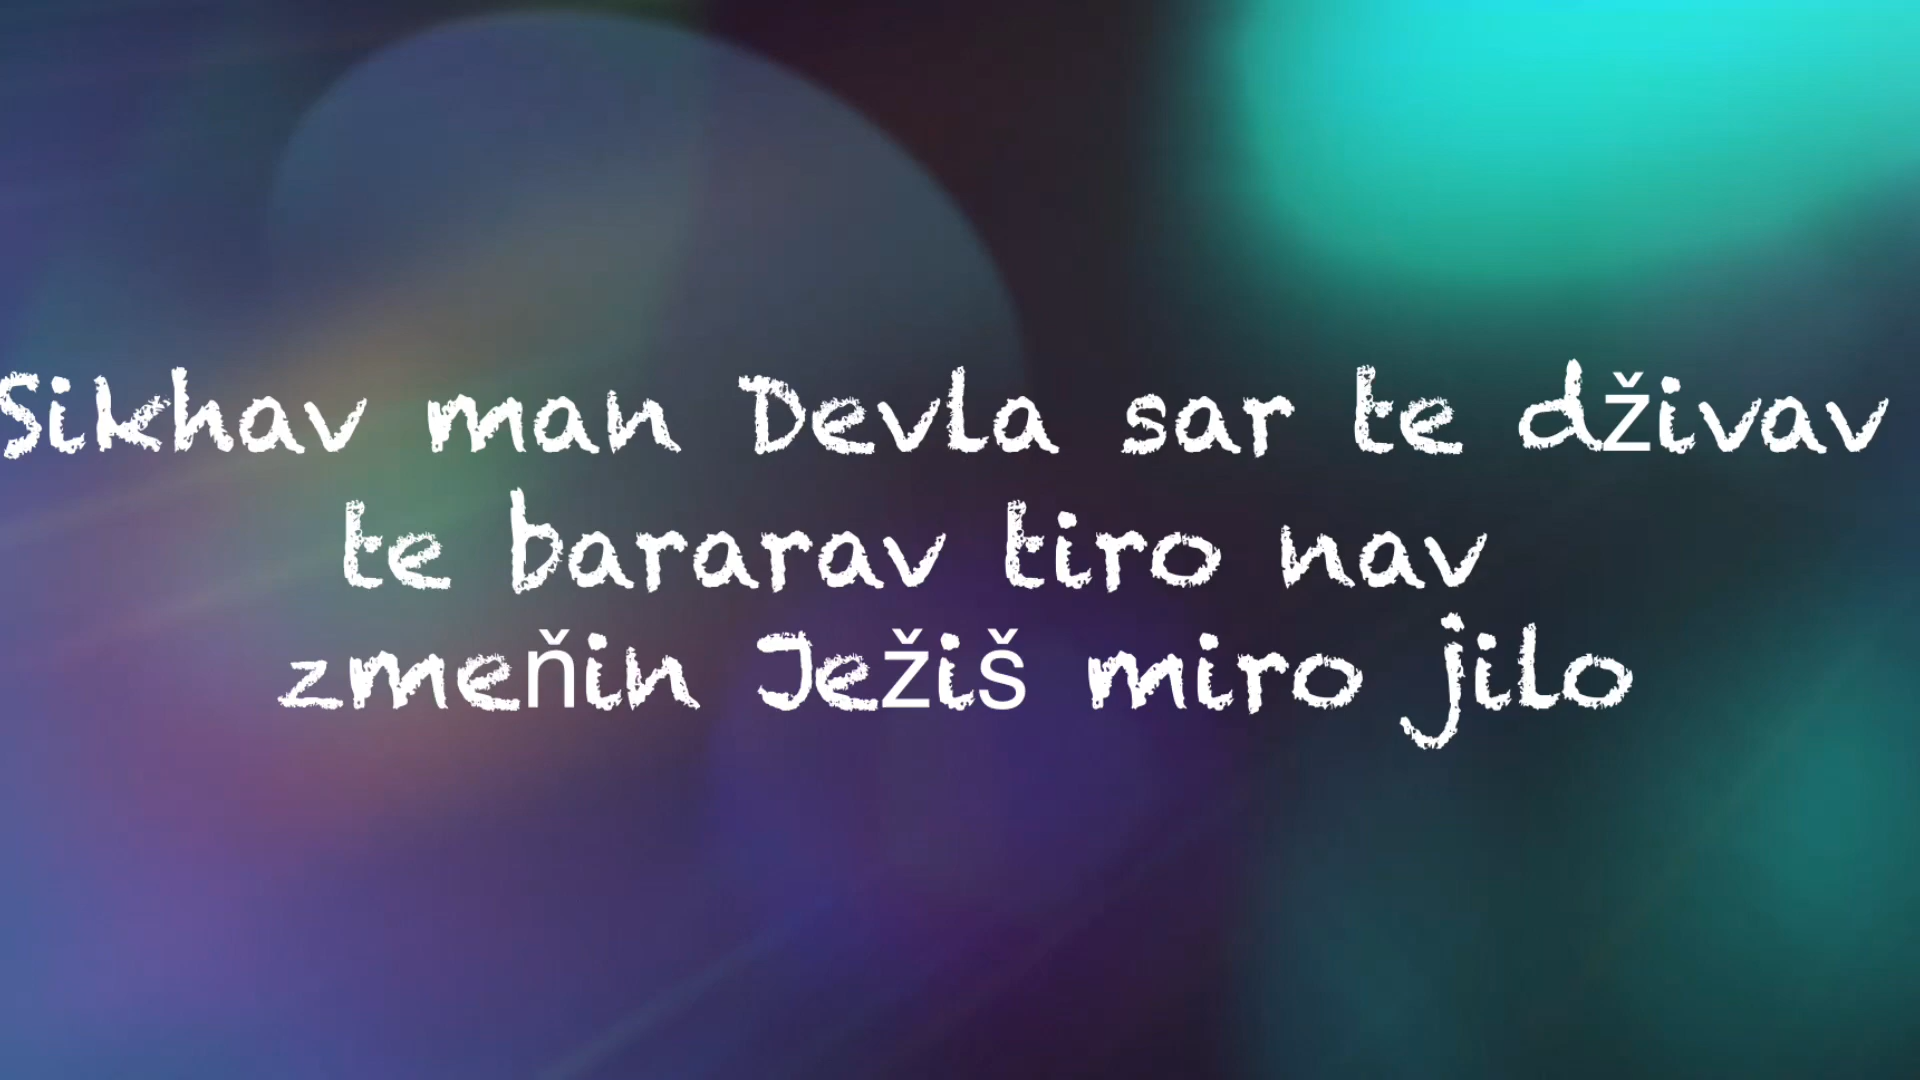 Sikhav man Devla sar te dživav
te bararav tiro nav
zmeňin Ježiš miro jilo